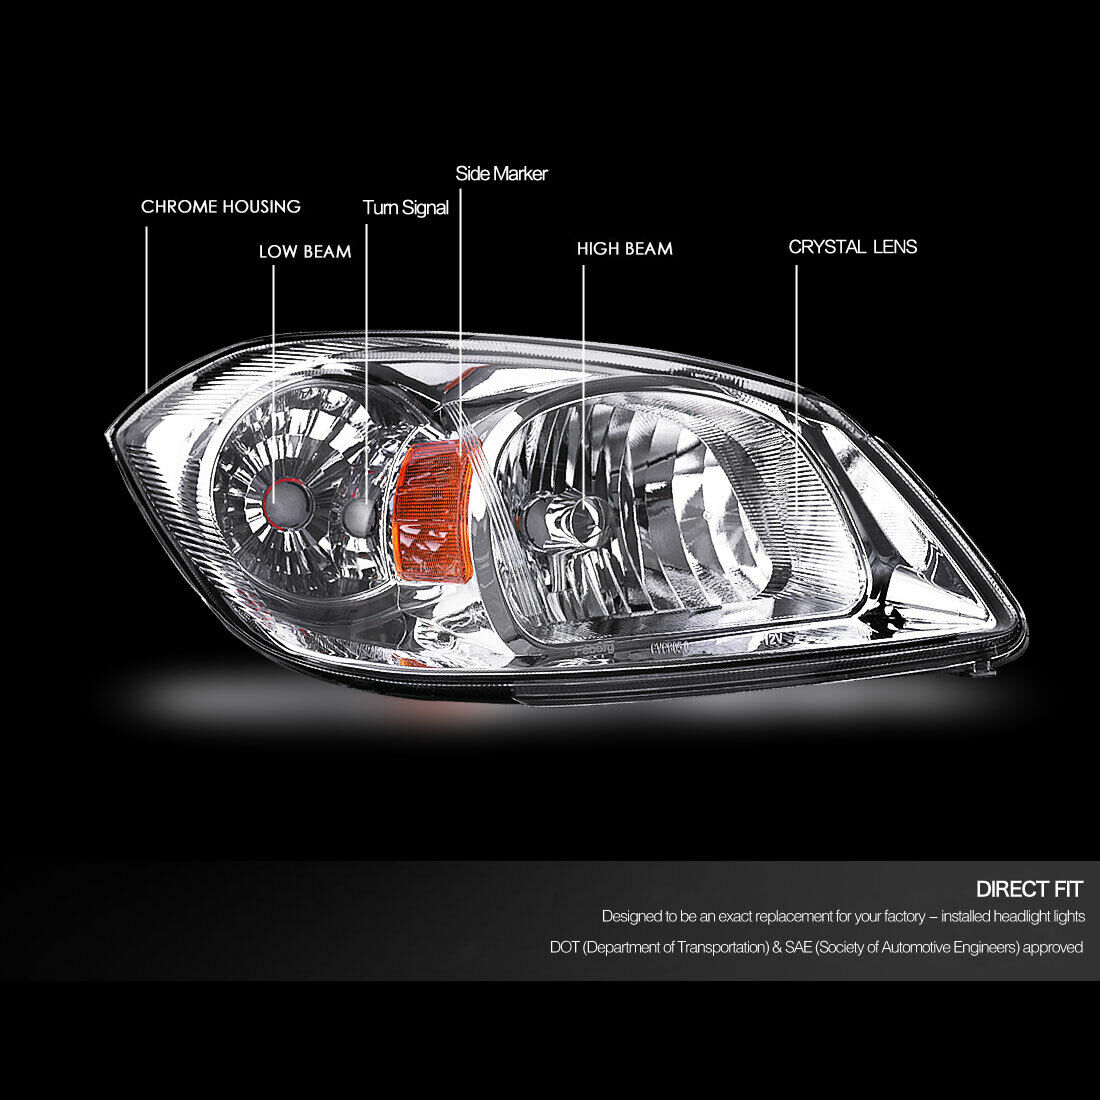 Side Marker
CHROME HOUSING
Turn Signal
LOW BEAM
HIGH BEAM
CRYSTAL LENS
12V
DIRECT FIT
Designed to be an exact replacement for your factory – installed headlight lights
DOT (Department of Transportation) & SAE (Society of Automotive Engineers) approved